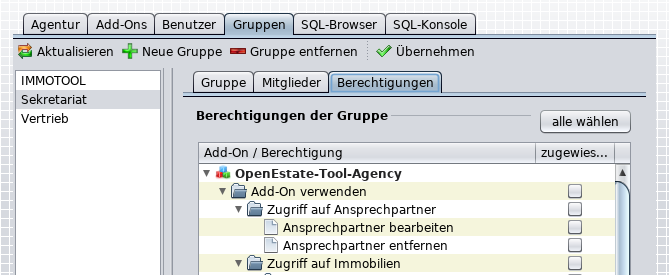 Agentur Add-Ons Benutzer Gruppen SQL-Browser SQL-Konsole
Aktualisieren Neue Gruppe Gruppe entfernen Übernehmen
IMMOTOOL
Sekretariat
Vertrieb
Gruppe Mitglieder Berechtigungen
Berechtigungen der Gruppe
alle wählen
Add-On / Berechtigung zugewies...
OpenEstate-Tool-Agency
Add-On verwenden
Zugriff auf Ansprechpartner
Ansprechpartner bearbeiten
Ansprechpartner entfernen
Zugriff auf Immobilien